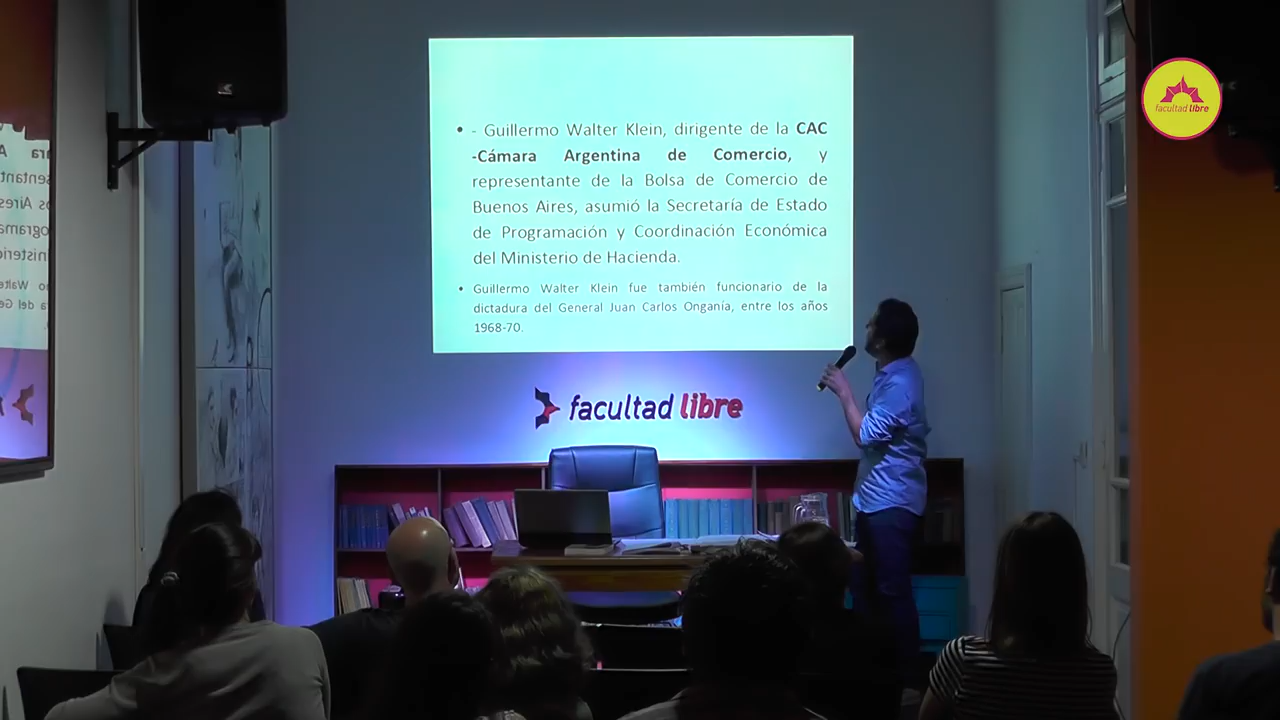 • - Guillermo Walter Klein, dirigente de la CAC
-Cámara Argentina de Comercio, y
representante de la Bolsa de Comercio de
Buenos Aires, asumió la Secretaría de Estado
de Programación y Coordinación Económica
del Ministerio de Hacienda.
• Guillermo Walter Klein fue también funcionario de la
dictadura del General Juan Carlos Onganía, entre los años
1968-70.
facultad libre
facultad libre